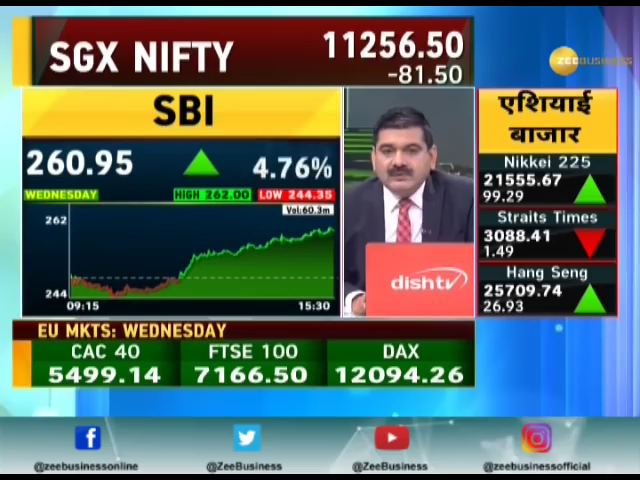 SGX NIFTY
11256.50
-81.50
ZEEBUSINESS
SBI
260.95
4.76%
WEDNESDAY
HIGH 262.00
LOW 244.35
Vol:60.3m
262
244
09:15
15:30
dishtv
एशियाई
बाजार
Nikkei 225
21555.67
99.29
Straits Times
3088.41
1.49
Hang Seng
25709.74
26.93
EU MKTS: WEDNESDAY
CAC 40
5499.14
FTSE 100
7166.50
DAX
12094.26
@zeebusinessonline
@ZeeBusiness
@ZeeBusiness
@zeebusinessofficial